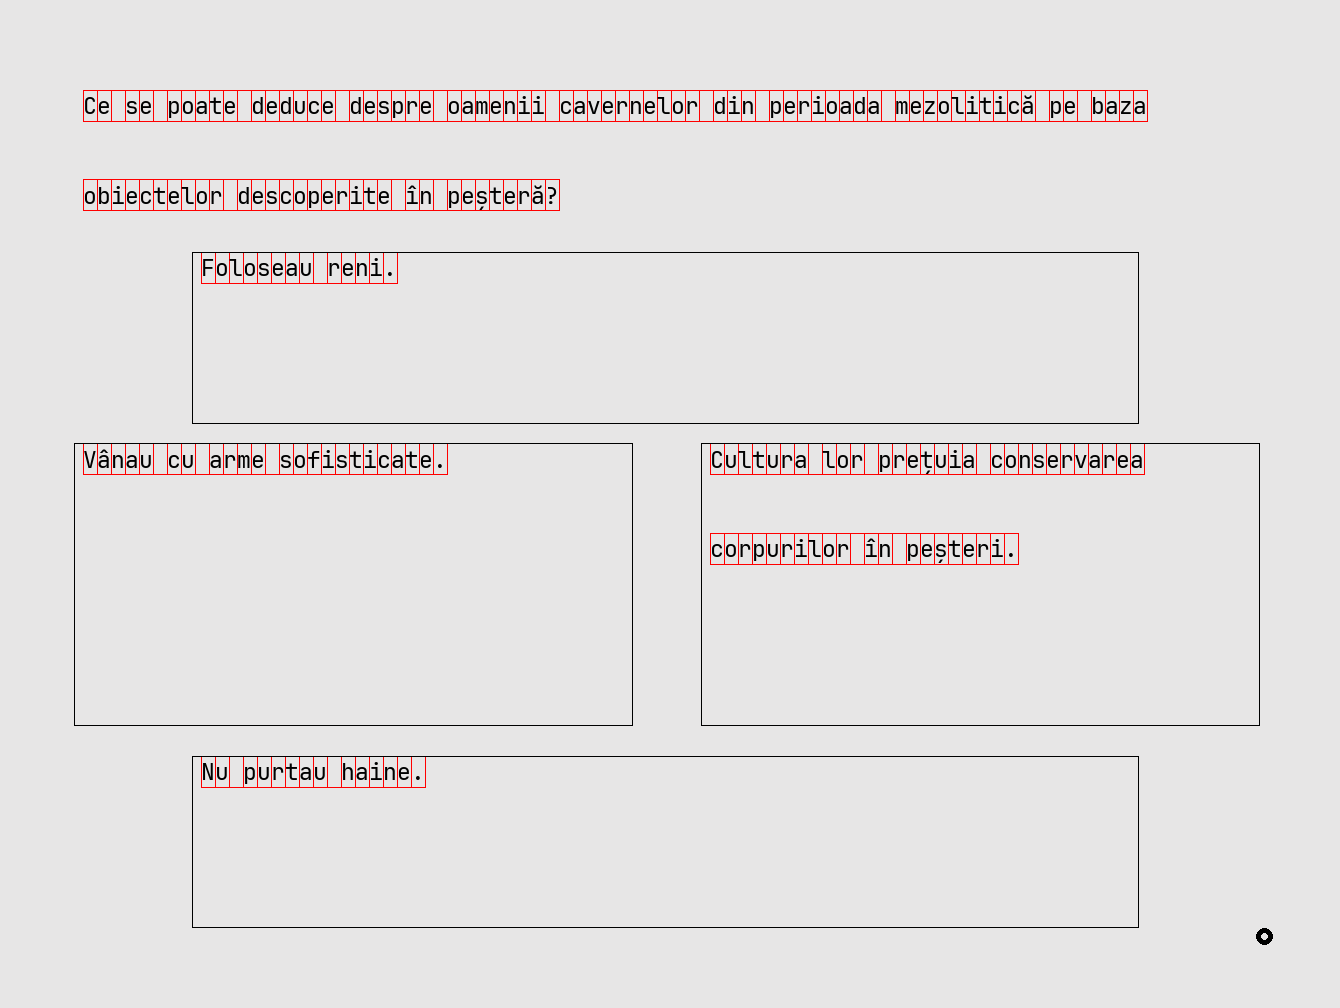 Ce se poate deduce despre oamenii cavernelor din perioada mezolitică pe baza
obiectelor descoperite în peșteră?
Foloseau reni.
Vânau cu arme sofisticate.
Cultura lor prețuia conservarea
corpurilor în peșteri.
Nu purtau haine.